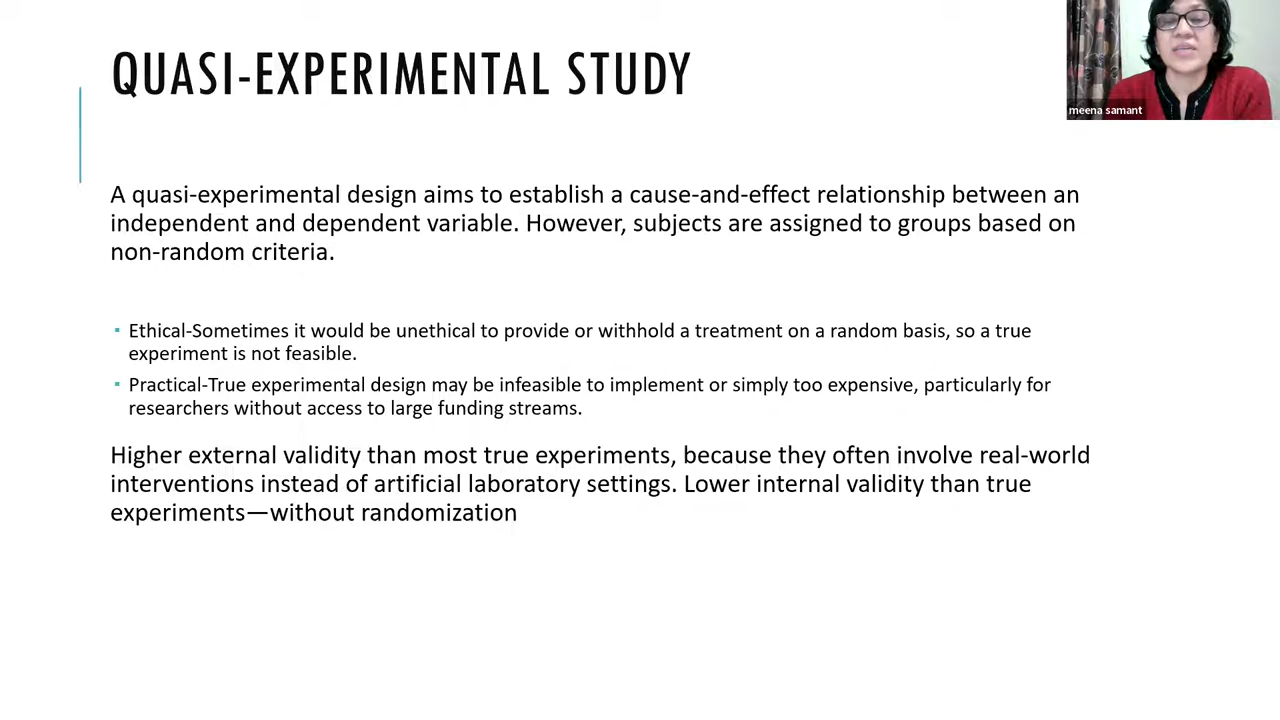 QUASI-EXPERIMENTAL STUDY
meena samant
A quasi-experimental design aims to establish a cause-and-effect relationship between an
independent and dependent variable. However, subjects are assigned to groups based on
non-random criteria.
▪ Ethical-Sometimes it would be unethical to provide or withhold a treatment on a random basis, so a true
experiment is not feasible.
▪ Practical-True experimental design may be infeasible to implement or simply too expensive, particularly for
researchers without access to large funding streams.
Higher external validity than most true experiments, because they often involve real-world
interventions instead of artificial laboratory settings. Lower internal validity than true
experiments—without randomization